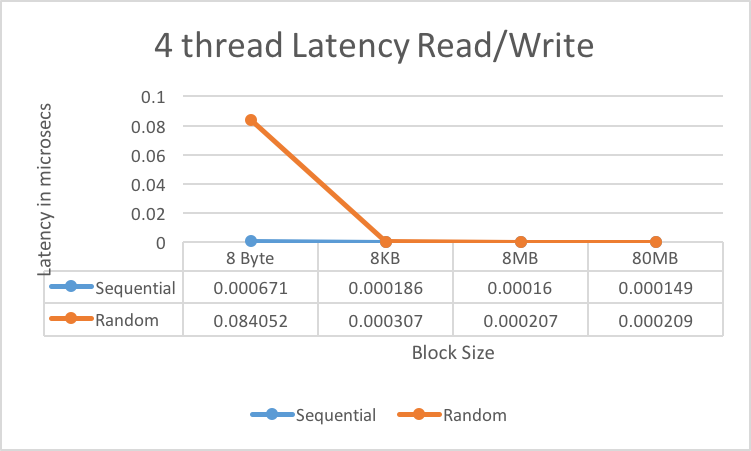 4 thread Latency Read/Write
Latency in microsecs
0.1
0.08
0.06
0.04
0.02
0
8 Byte 8KB 8MB 80MB
Sequential 0.000671 0.000186 0.00016 0.000149
Random 0.084052 0.000307 0.000207 0.000209
Block Size
Sequential Random